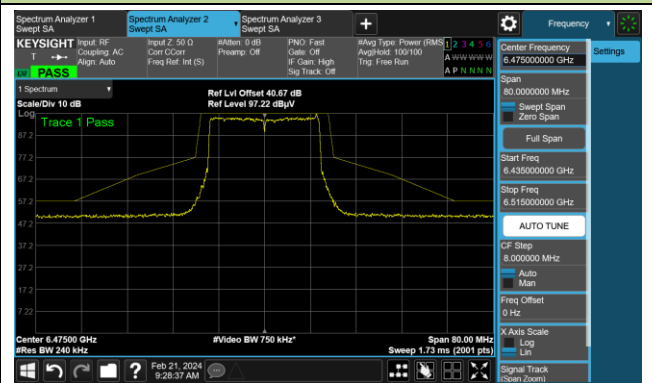 Spectrum Analyzer 1
Swept SA
Spectrum Analyzer 2
Swept SA
Spectrum Analyzer 3
Swept SA
+
Frequency
KEYSIGHT
Input: RF
Coupling: AC
Align: Auto
Input Z: 50 Ω
Corr CCorr
Freq Ref: Int (S)
#Atten: 0 dB
Preamp: Off
PNO: Fast
Gate: Off
IF Gain: High
Sig Track: Off
#Avg Type: Power (RMS
Avg|Hold: 100/100
Trig: Free Run
1 2 3 4 5 6
A W W W W W
A P N N N N
T
LXI
PASS
1 Spectrum
Scale/Div 10 dB
Ref Lvl Offset 40.67 dB
Ref Level 97.22 dBµV
Log
Trace 1 Pass
87.2
77.2
67.2
57.2
47.2
37.2
27.2
17.2
7.22
Center 6.47500 GHz
#Res BW 240 kHz
#Video BW 750 kHz*
Span 80.00 MHz
Sweep 1.73 ms (2001 pts)
Feb 21, 2024
9:28:37 AM
?
Center Frequency
6.475000000 GHz
Settings
Span
80.0000000 MHz
Swept Span
Zero Span
Full Span
Start Freq
6.435000000 GHz
Stop Freq
6.515000000 GHz
AUTO TUNE
CF Step
8.000000 MHz
Auto
Man
Freq Offset
0 Hz
X Axis Scale
Log
Lin
Signal Track
(Span Zoom)